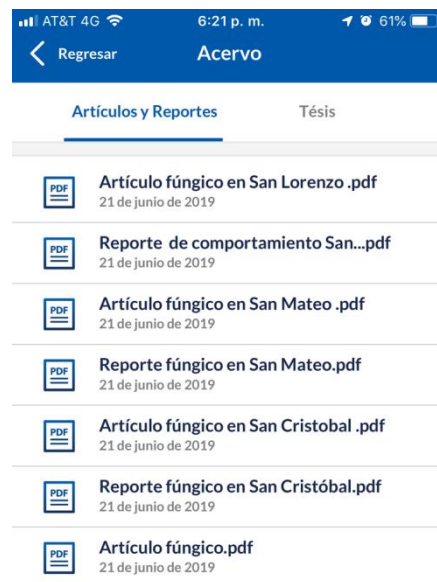 AT&T 4G 6:21 p. m. 61%
Regresar Acervo
Artículos y Reportes Tésis
PDF Artículo fúngico en San Lorenzo .pdf
21 de junio de 2019
PDF Reporte de comportamiento San...pdf
21 de junio de 2019
PDF Artículo fúngico en San Mateo .pdf
21 de junio de 2019
PDF Reporte fúngico en San Mateo.pdf
21 de junio de 2019
PDF Artículo fúngico en San Cristobal .pdf
21 de junio de 2019
PDF Reporte fúngico en San Cristóbal.pdf
21 de junio de 2019
PDF Artículo fúngico.pdf
21 de junio de 2019